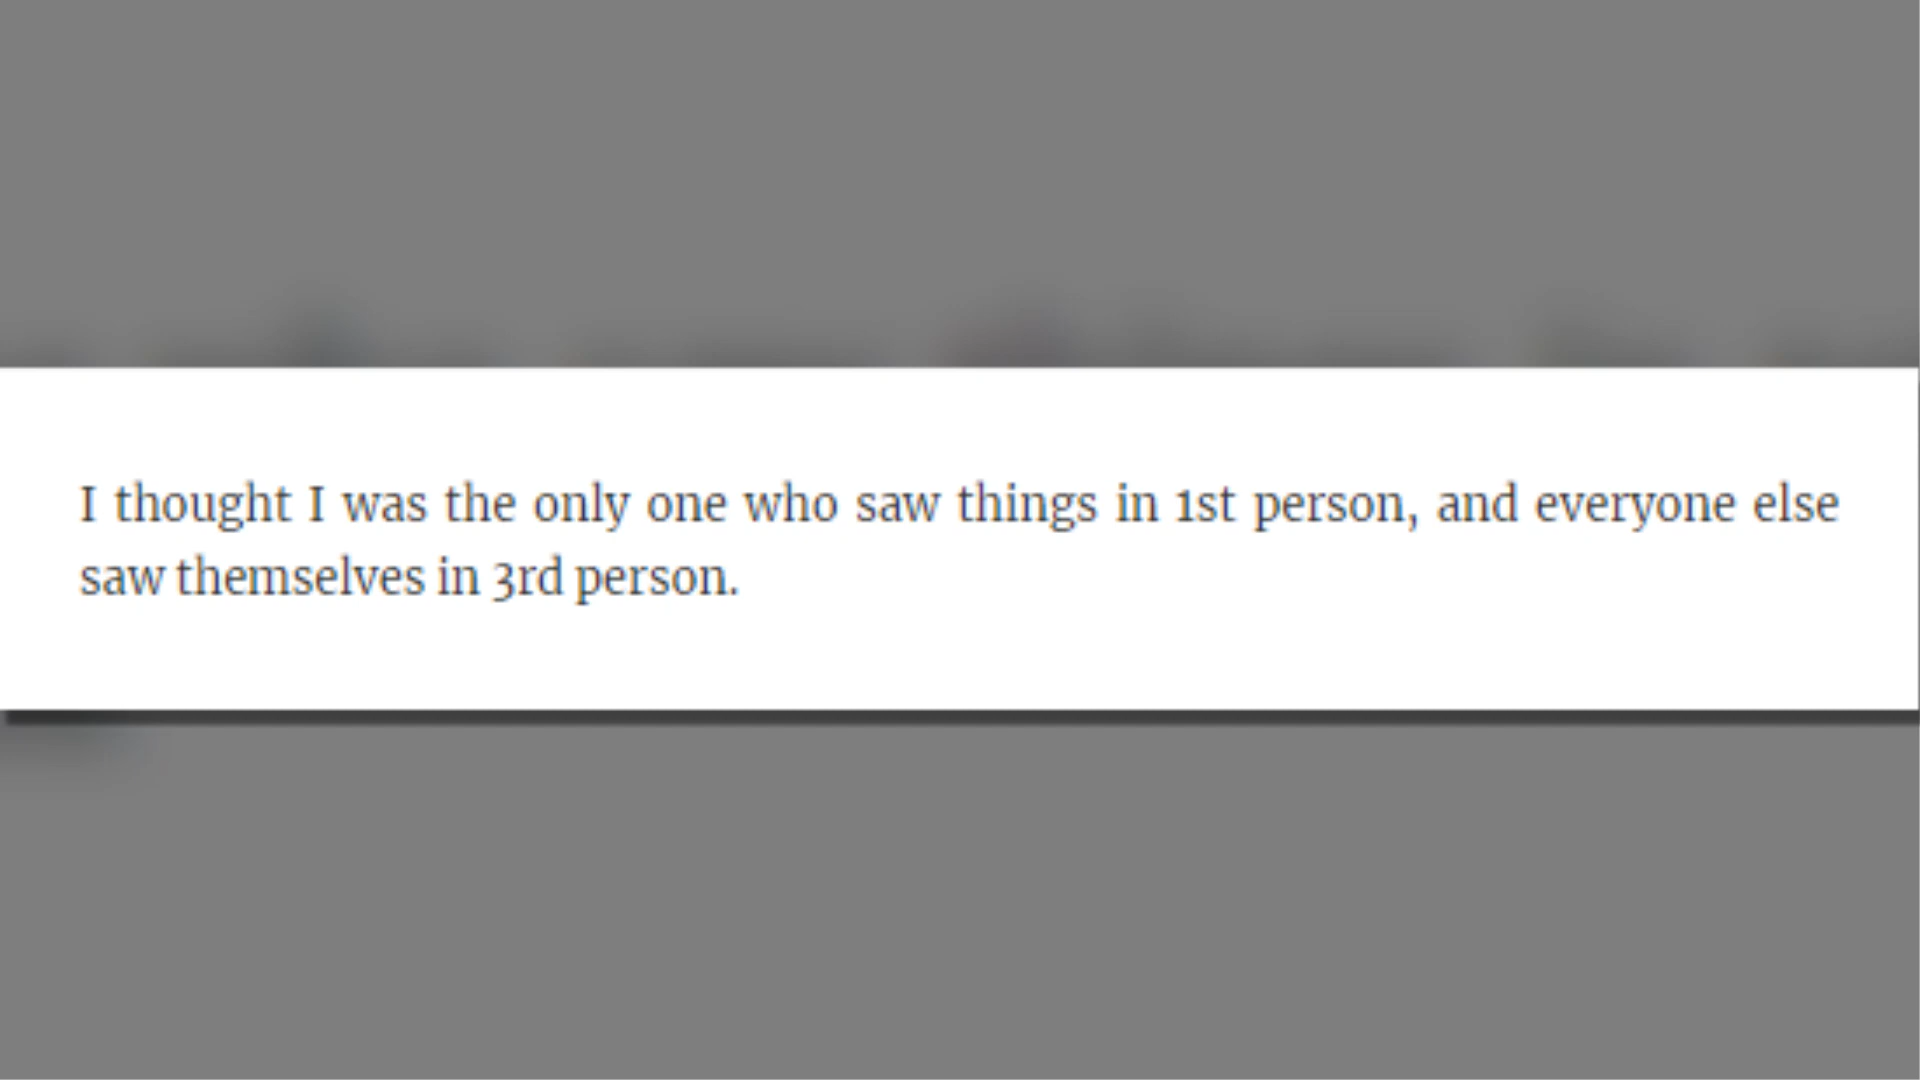 I thought I was the only one who saw things in 1st person, and everyone else
saw themselves in 3rd person.